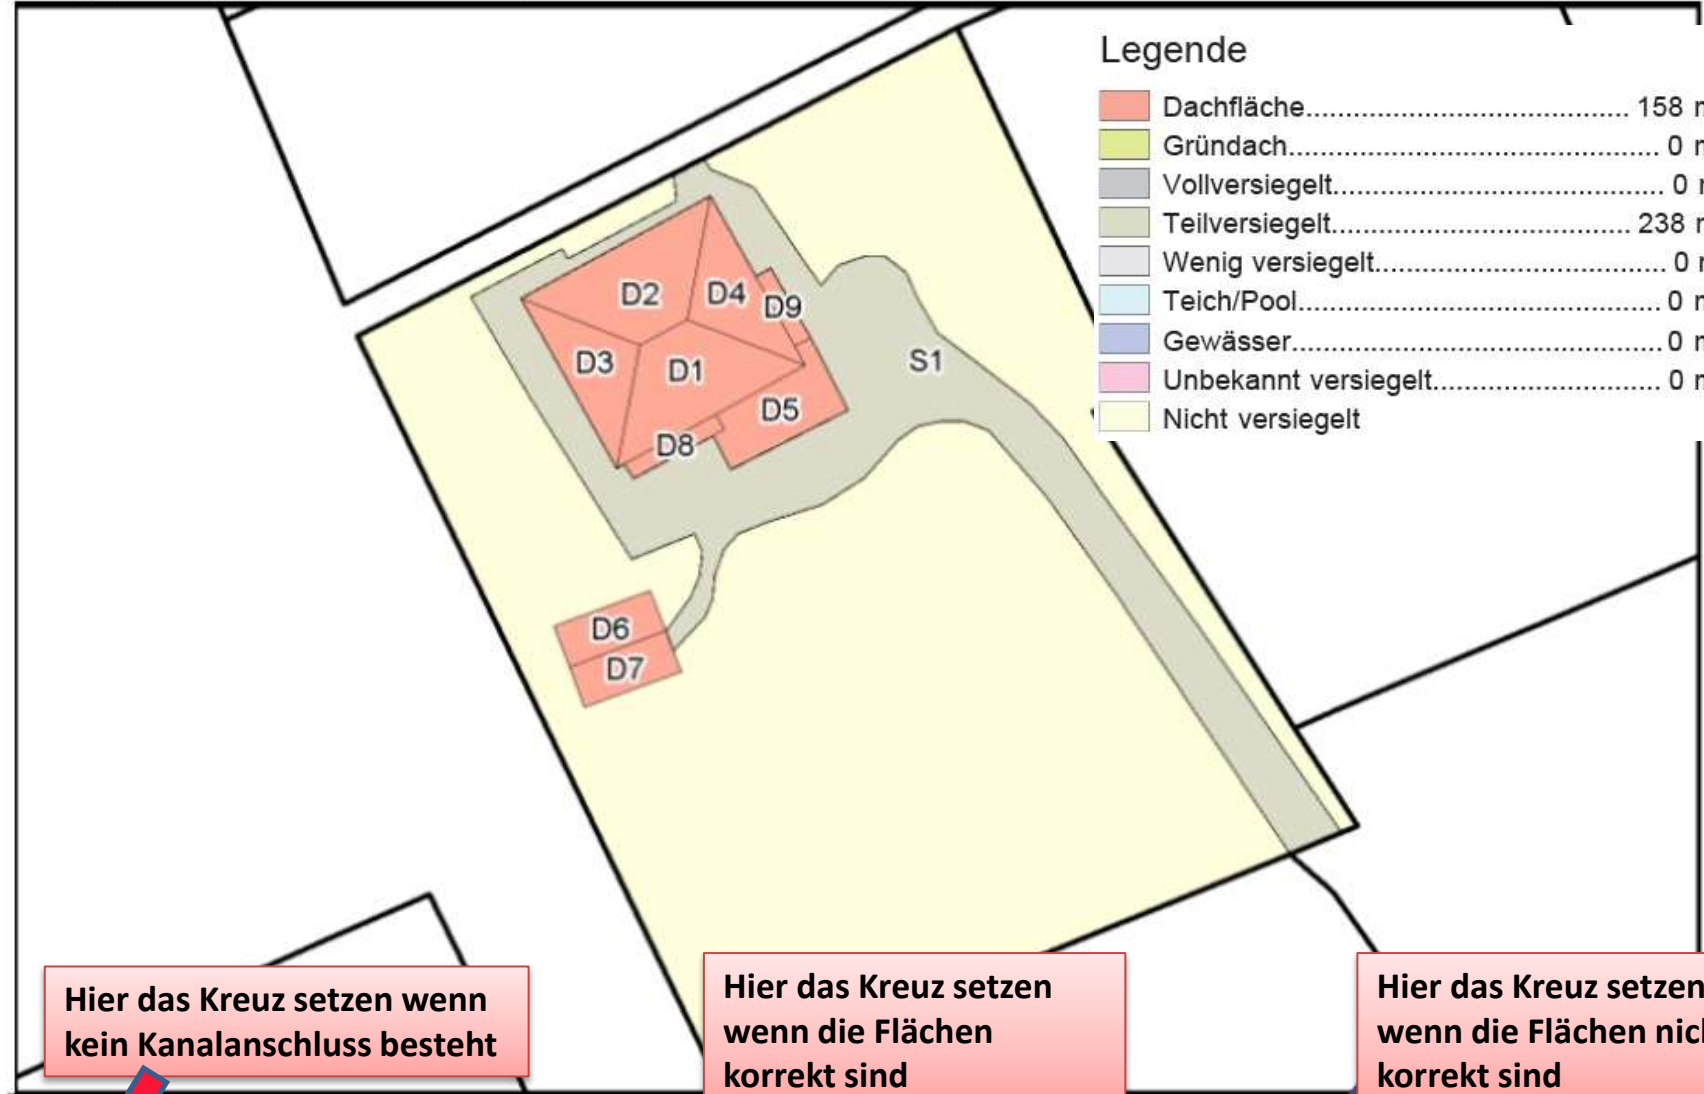 Legende
Dachfläche.................................... 158 m
Gründach......................................... 0 m
Vollversiegelt..................................... 0 m
Teilversiegelt................................. 238 m
Wenig versiegelt................................ 0 m
Teich/Pool........................................ 0 m
Gewässer......................................... 0 m
Unbekannt versiegelt......................... 0 m
Nicht versiegelt
D2
D4
D9
D3
D1
S1
D5
D8
D6
D7
Hier das Kreuz setzen wenn
kein Kanalanschluss besteht
Hier das Kreuz setzen
wenn die Flächen
korrekt sind
Hier das Kreuz setzen
wenn die Flächen nic
korrekt sind